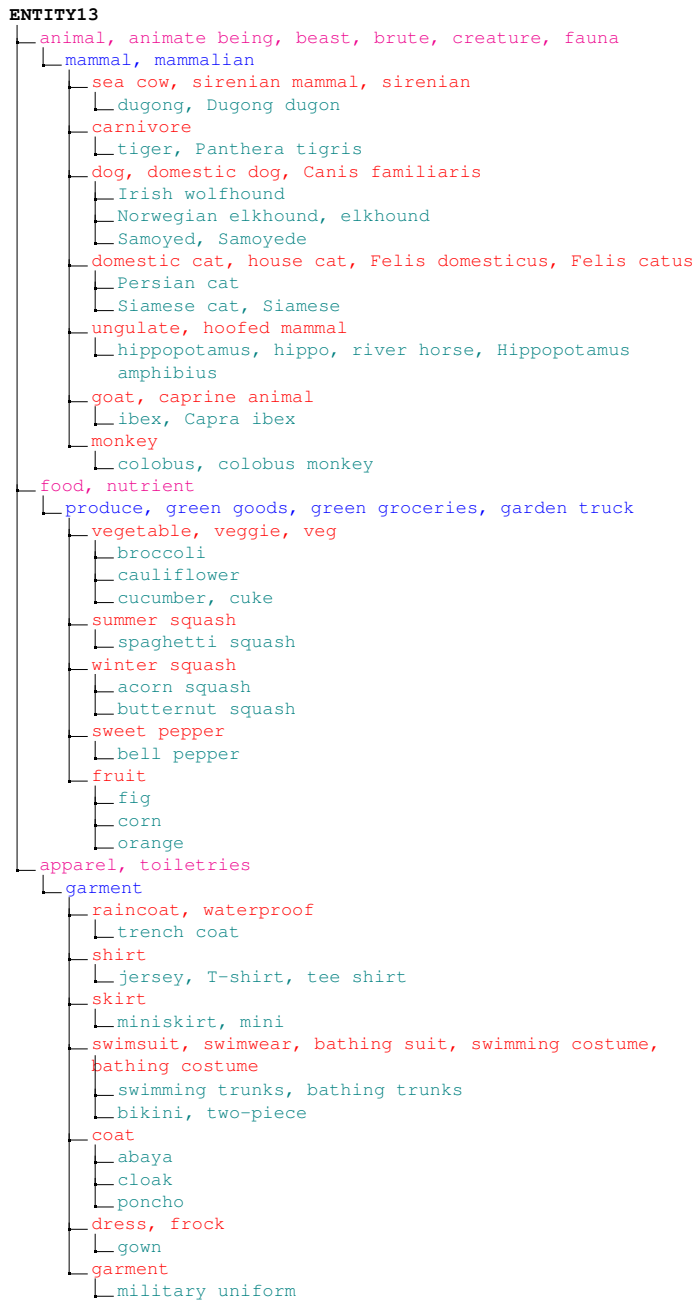 ENTITY13
animal, animate being, beast, brute, creature, fauna
mammal, mammalian
sea cow, sirenian mammal, sirenian
dugong, Dugong dugon
carnivore
tiger, Panthera tigris
dog, domestic dog, Canis familiaris
Irish wolfhound
Norwegian elkhound, elkhound
Samoyed, Samoyede
domestic cat, house cat, Felis domesticus, Felis catus
Persian cat
Siamese cat, Siamese
ungulate, hoofed mammal
hippopotamus, hippo, river horse, Hippopotamus
amphibius
goat, caprine animal
ibex, Capra ibex
monkey
colobus, colobus monkey
food, nutrient
produce, green goods, green groceries, garden truck
vegetable, veggie, veg
broccoli
cauliflower
cucumber, cuke
summer squash
spaghetti squash
winter squash
acorn squash
butternut squash
sweet pepper
bell pepper
fruit
fig
corn
orange
apparel, toiletries
garment
raincoat, waterproof
trench coat
shirt
jersey, T-shirt, tee shirt
skirt
miniskirt, mini
swimsuit, swimwear, bathing suit, swimming costume,
bathing costume
swimming trunks, bathing trunks
bikini, two-piece
coat
abaya
cloak
poncho
dress, frock
gown
garment
military uniform